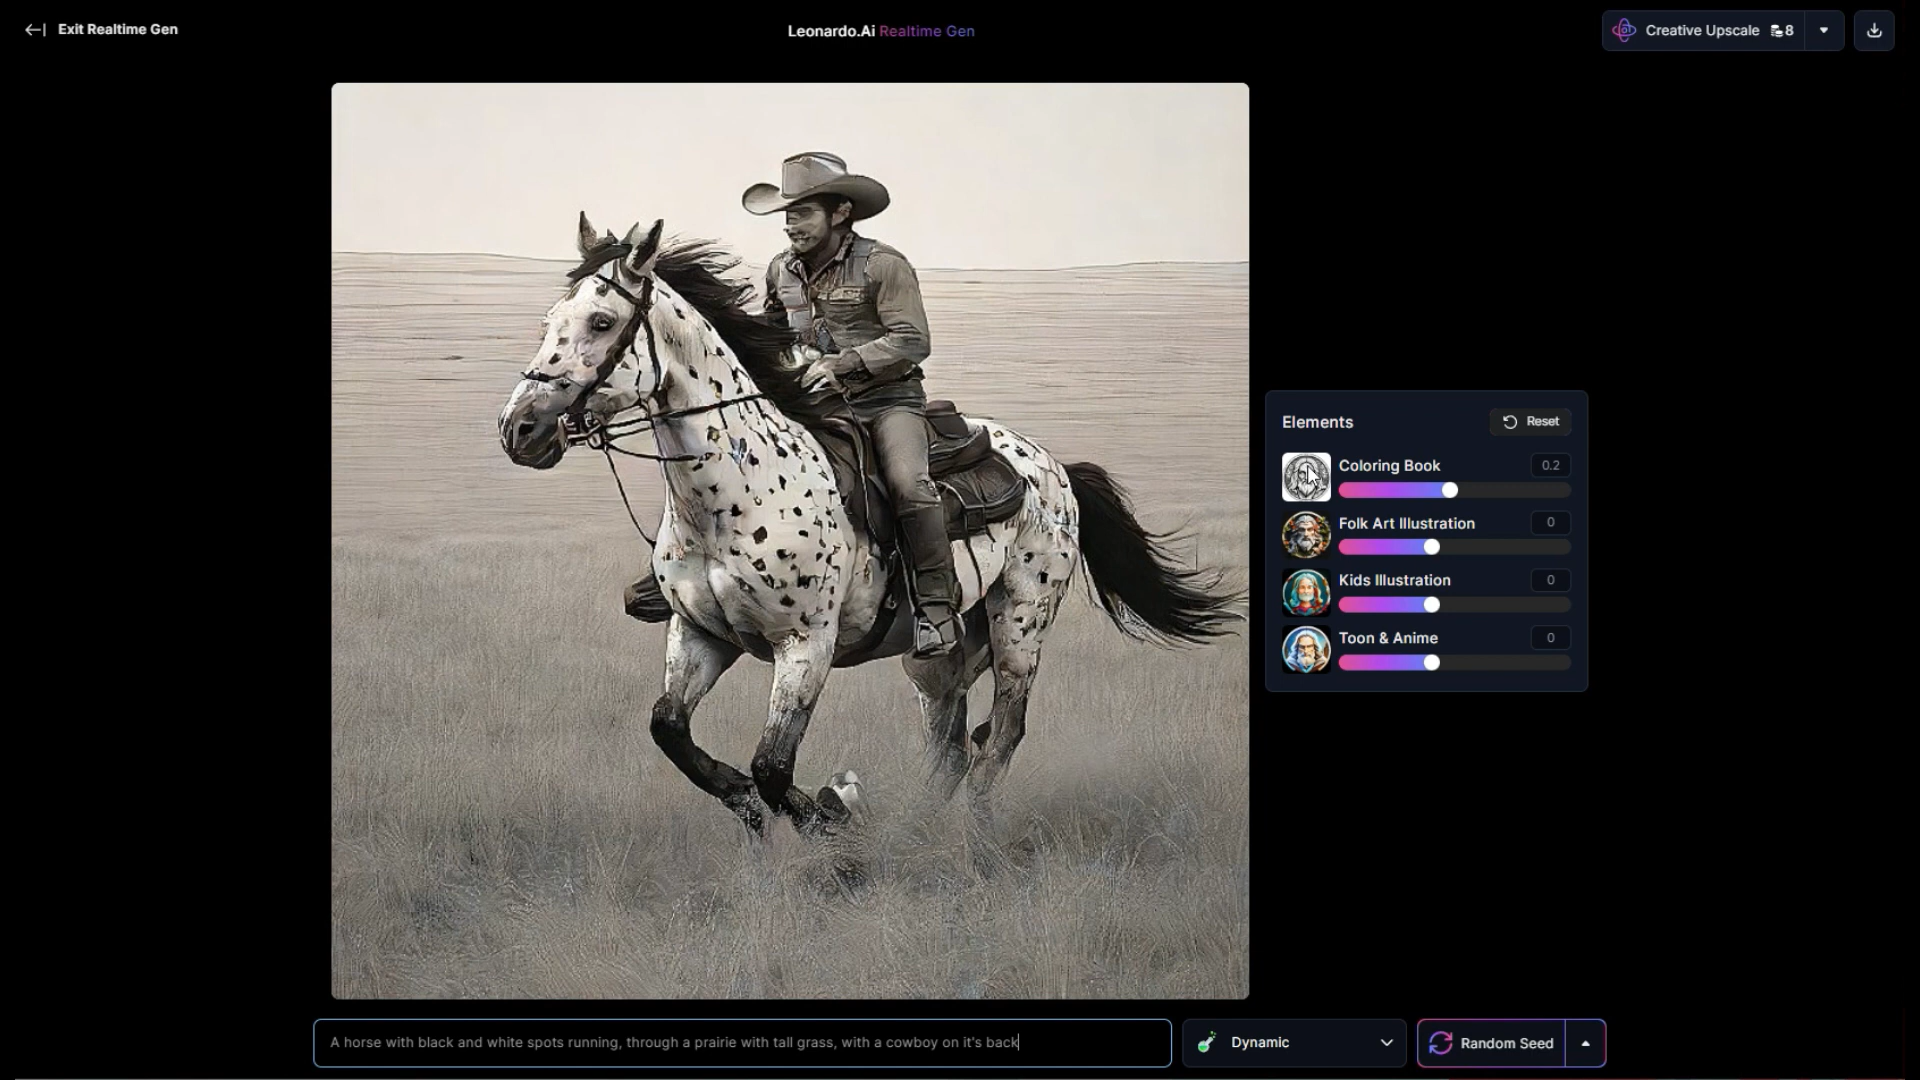 Exit Realtime Gen
Leonardo.Ai Realtime Gen
Creative Upscale 8
Elements
Reset
Coloring Book
0.2
Folk Art Illustration
0
Kids Illustration
0
Toon & Anime
0
A horse with black and white spots running, through a prairie with tall grass, with a cowboy on it's back
Dynamic
Random Seed